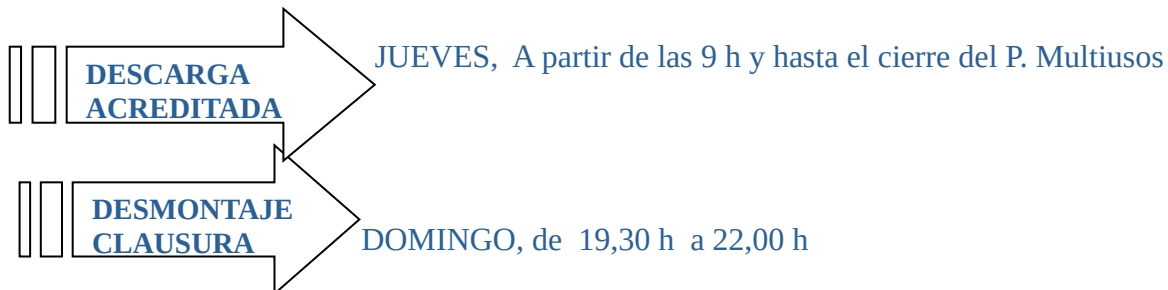 DESCARGA
ACREDITADA
JUEVES,  A partir de las 9 h y hasta el cierre del P. Multiusos
DESMONTAJE
CLAUSURA
DOMINGO, de  19,30 h  a 22,00 h